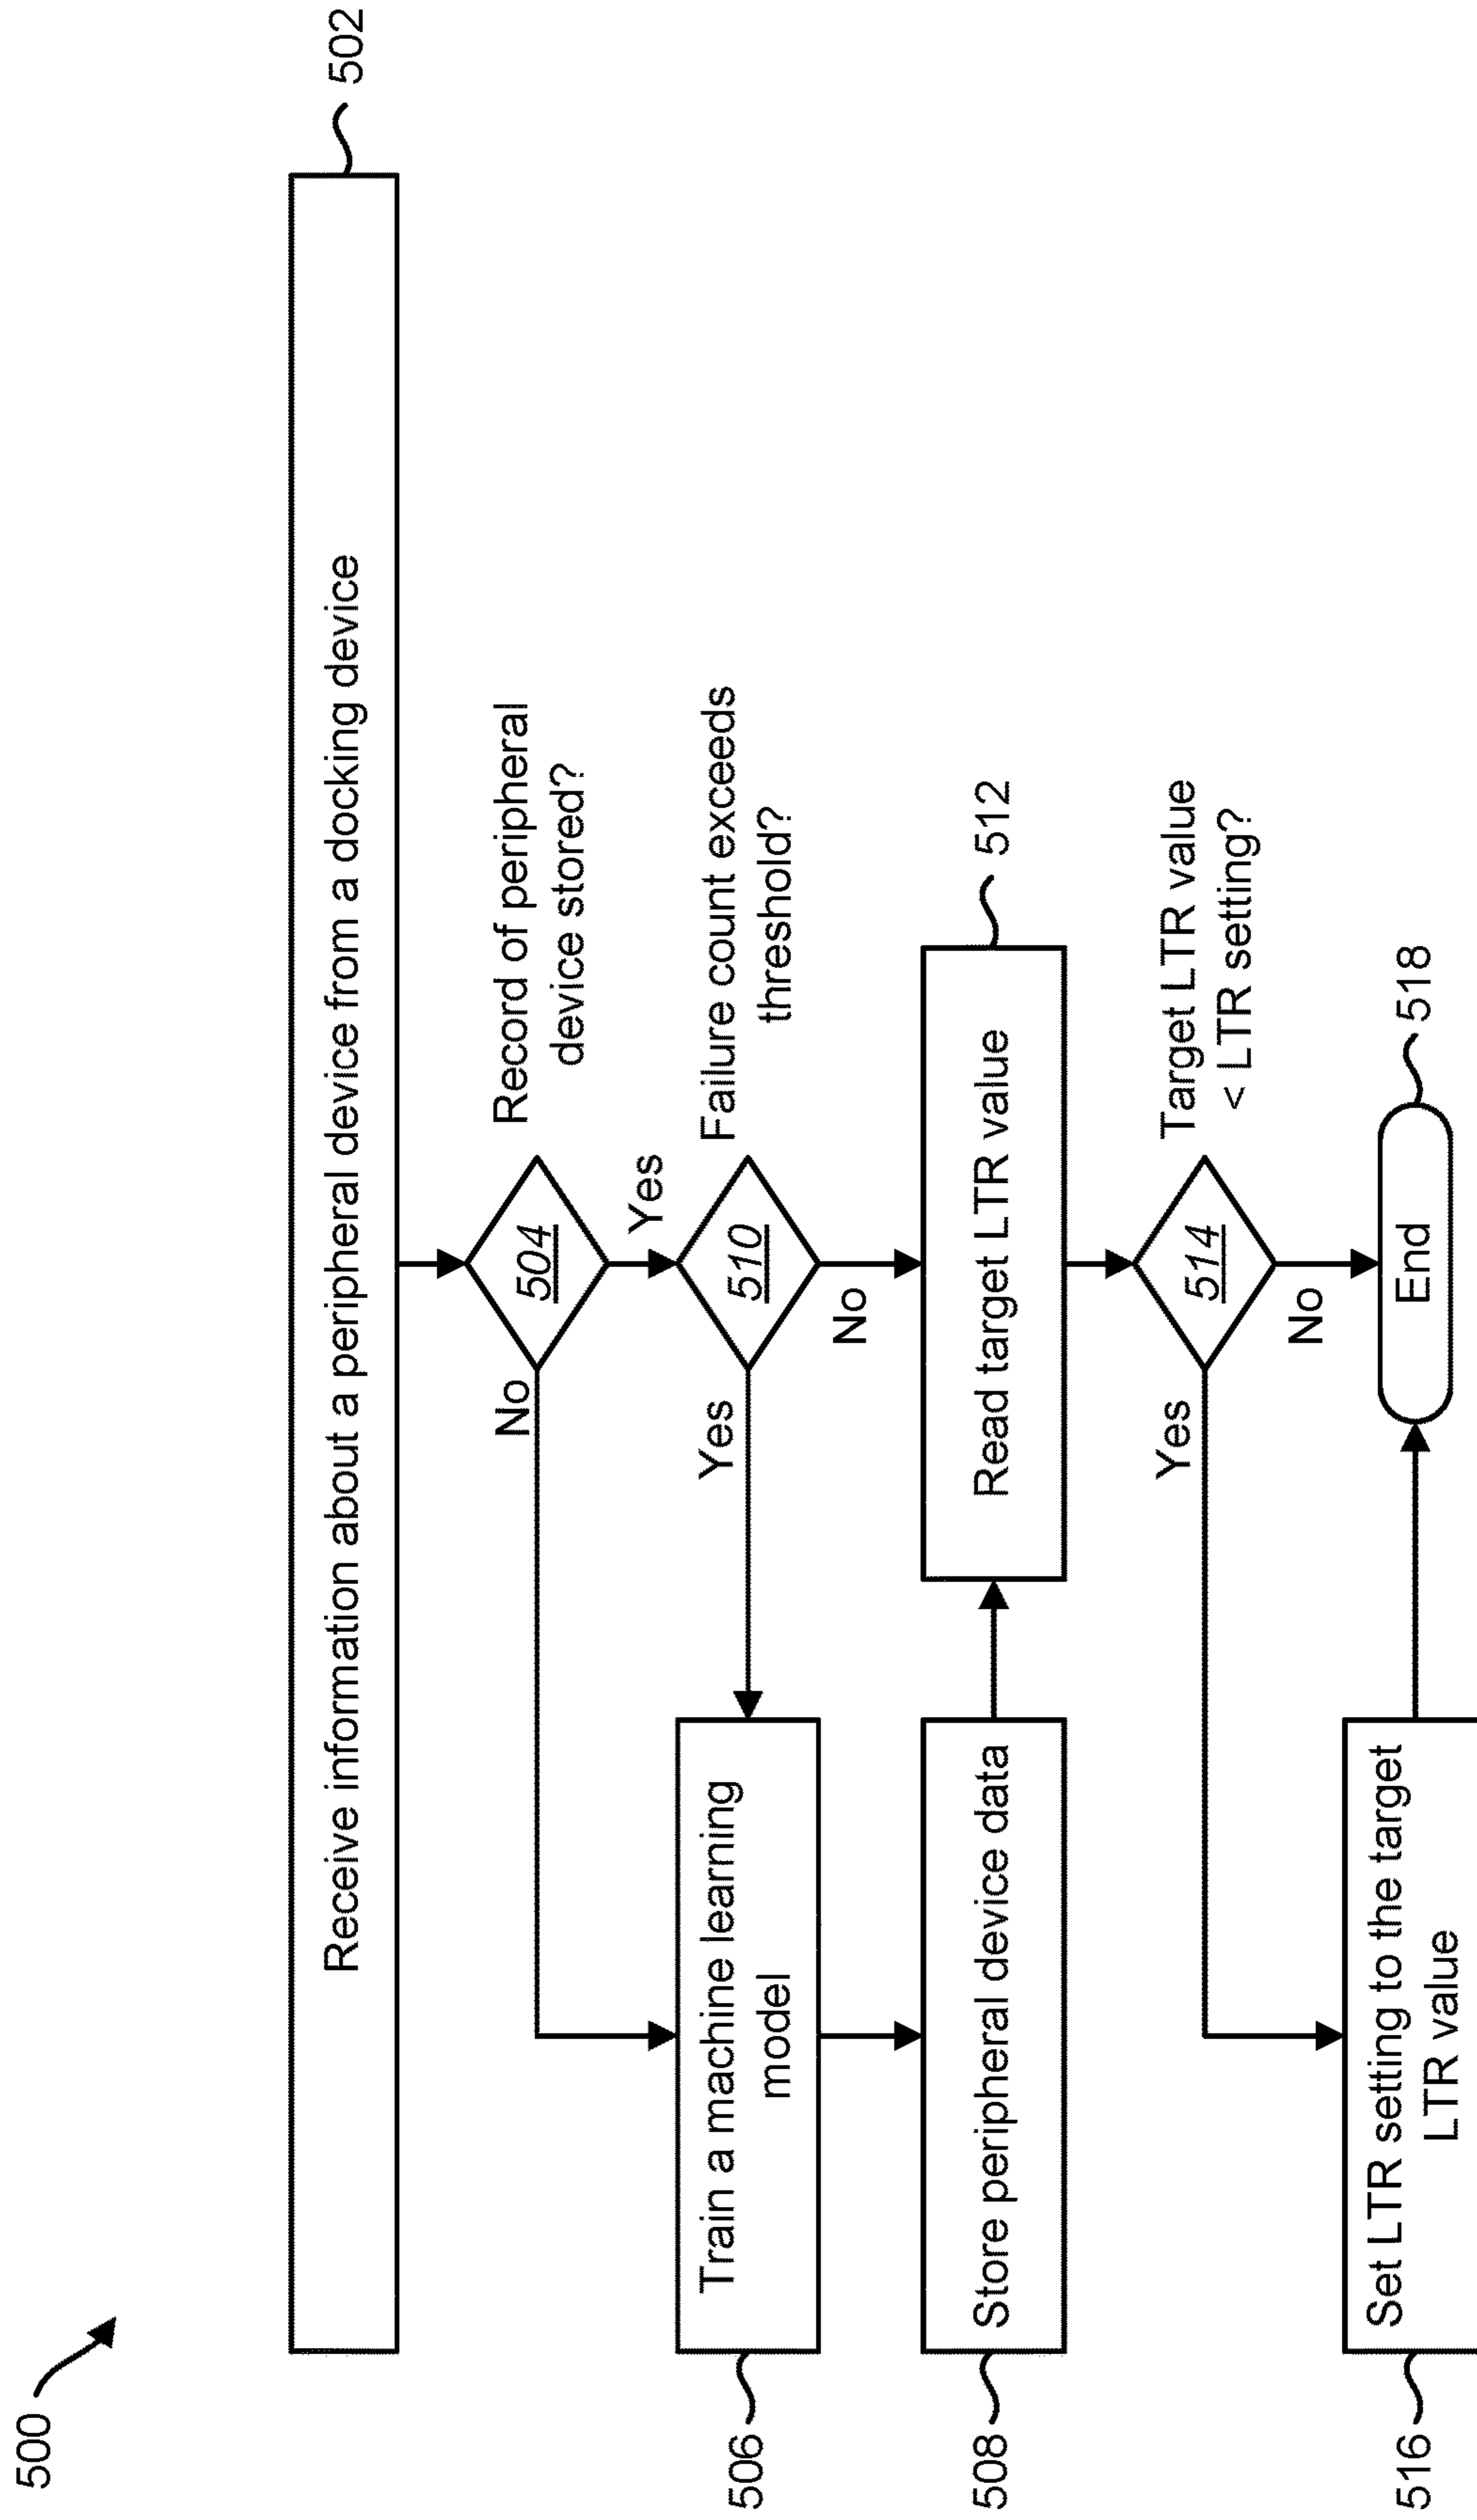 500
Receive information about a peripheral device from a docking device
502
504
Record of peripheral
device stored?
No
Yes
510
Failure count exceeds
threshold?
Yes
No
Train a machine learning
model
506
Store peripheral device data
508
Read target LTR value
512
514
Target LTR value
< LTR setting?
Yes
No
Set LTR setting to the target
LTR value
516
End
518